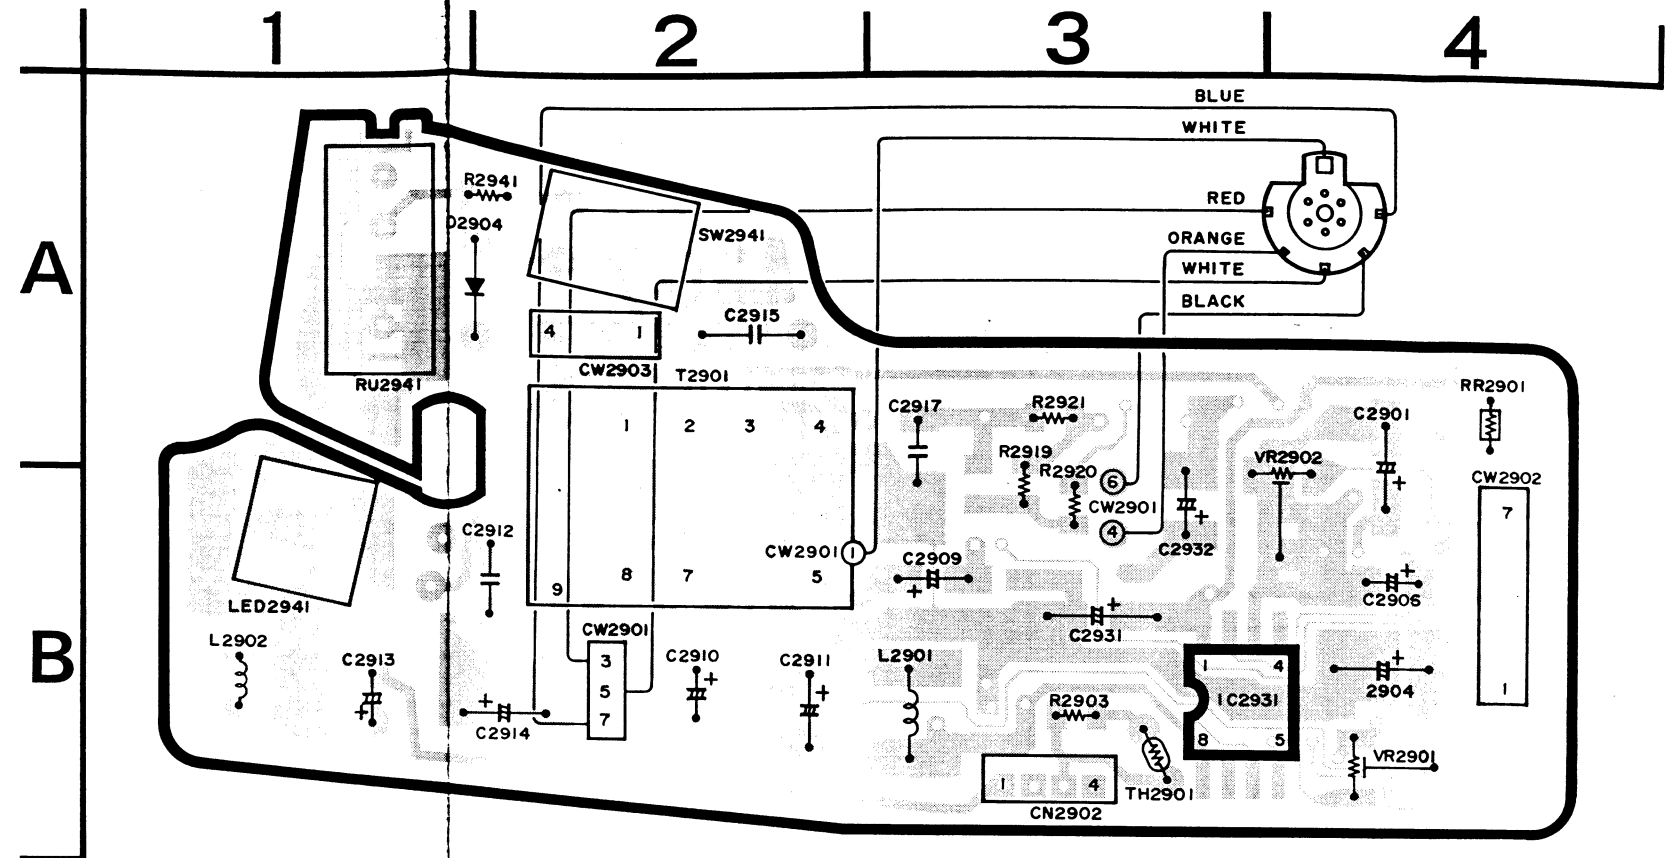 1 2 3 4
A
B
BLUE
WHITE
RED
ORANGE
WHITE
BLACK
R2941
D2904
SW2941
4 1
C2915
RU2941
CW2903
T2901
1 2 3 4
9 8 7 5
CW2901 1
C2917
R2921
R2919
R2920
6
CW2901
4
C2932
VR2902
C2901
RR2901
CW2902
7
1
C2912
C2909
C2931
C2906
LED2941
L2902
C2913
C2914
CW2901
3
5
7
C2910
C2911
L2901
R2903
1 4
IC2931
8 5
2904
VR2901
TH2901
1 4
CN2902